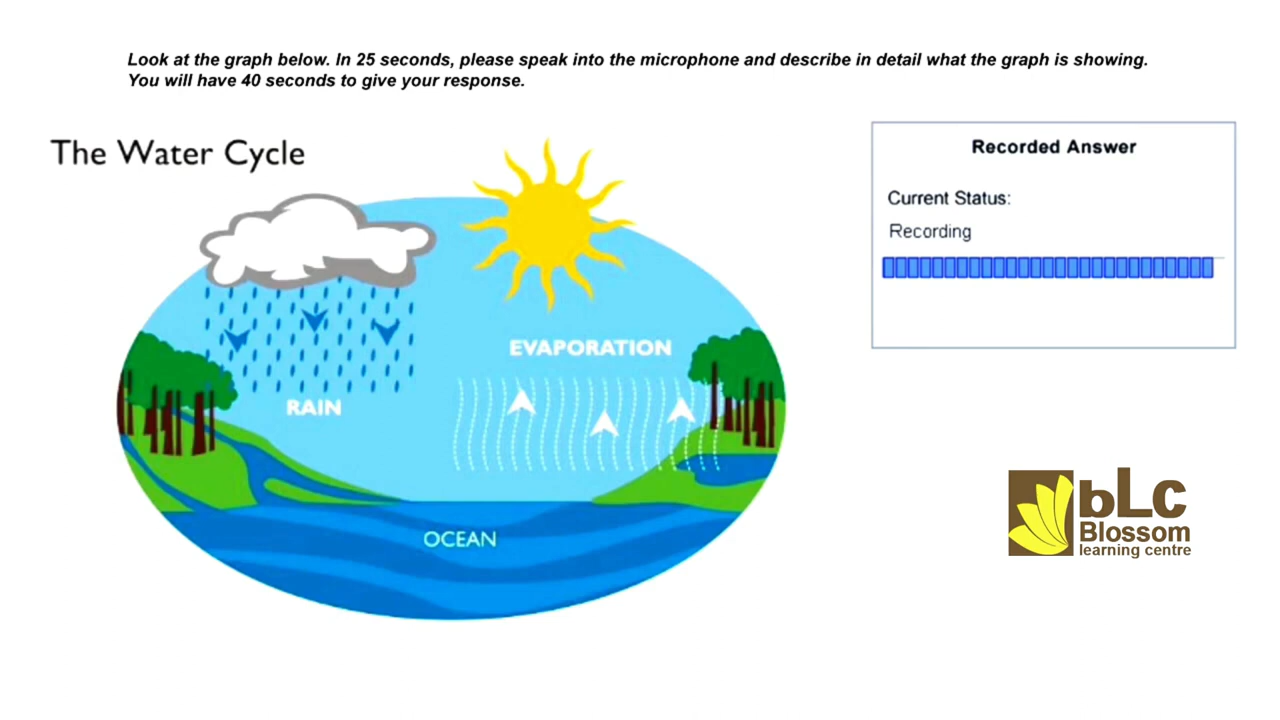 Look at the graph below. In 25 seconds, please speak into the microphone and describe in detail what the graph is showing.
You will have 40 seconds to give your response.
The Water Cycle
Recorded Answer
Current Status:
Recording
EVAPORATION
RAIN
OCEAN
bLc
Blossom
learning centre